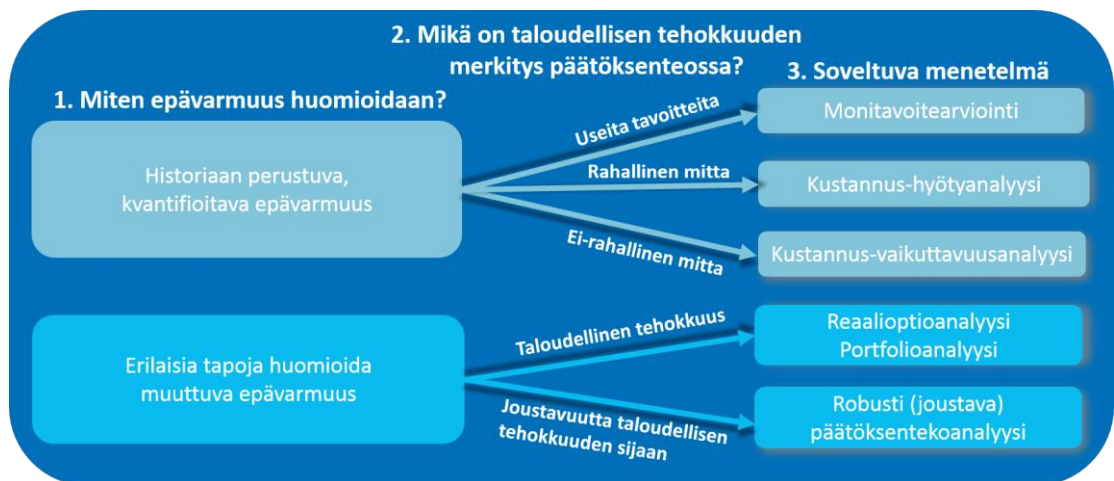 2. Mikä on taloudellisen tehokkuuden
merkitys päätöksenteossa?
3. Soveltuva menetelmä
1. Miten epävarmuus huomioidaan?
Historiaan perustuva,
kvantifioitava epävarmuus
Useita tavoitteita
Monitavoitearviointi
Rahallinen mitta
Kustannus-hyötyanalyysi
Ei-rahallinen mitta
Kustannus-vaikuttavuusanalyysi
Erilaisia tapoja huomioida
muuttuva epävarmuus
Taloudellinen tehokkuus
Reaalioptioanalyysi
Portfolioanalyysi
Joustavuutta taloudellisen
tehokkuuden sijaan
Robusti (joustava)
päätöksentekoanalyysi